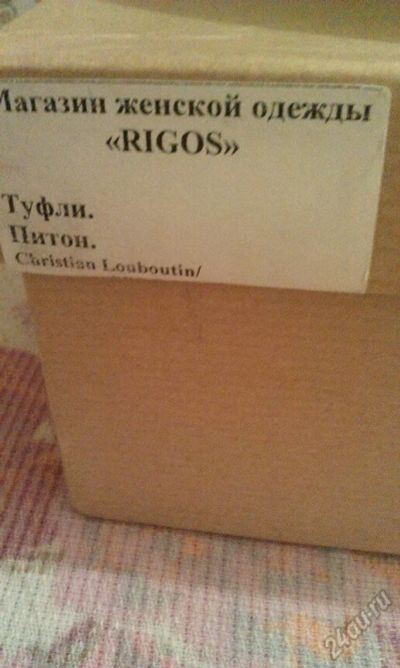 Магазин женской одежды
«RIGOS»
Туфли.
Питон.
Christian Louboutin/
24au.ru